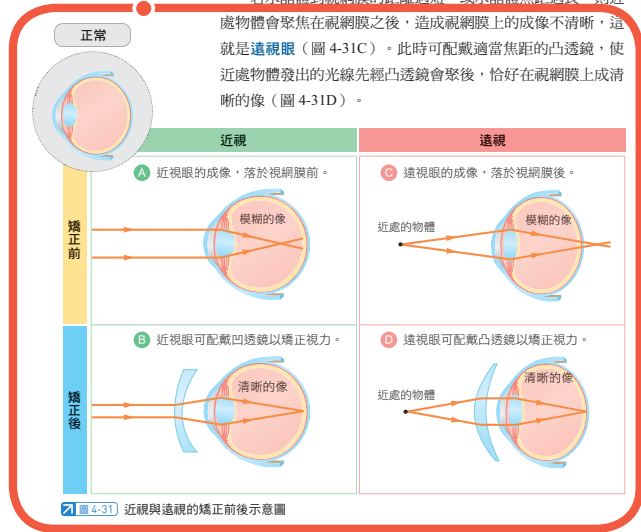 處物體會聚焦在視網膜之後，造成視網膜上的成像不清晰，這
就是遠視眼（圖 4-31C）。此時可配戴適當焦距的凸透鏡，使
近處物體發出的光線先經凸透鏡會聚後，恰好在視網膜上成清
晰的像（圖 4-31D）。
正常
近視
遠視
矯正前
A 近視眼的成像，落於視網膜前。
模糊的像
C 遠視眼的成像，落於視網膜後。
近處的物體
模糊的像
矯正後
B 近視眼可配戴凹透鏡以矯正視力。
清晰的像
D 遠視眼可配戴凸透鏡以矯正視力。
近處的物體
清晰的像
圖 4-31 近視與遠視的矯正前後示意圖